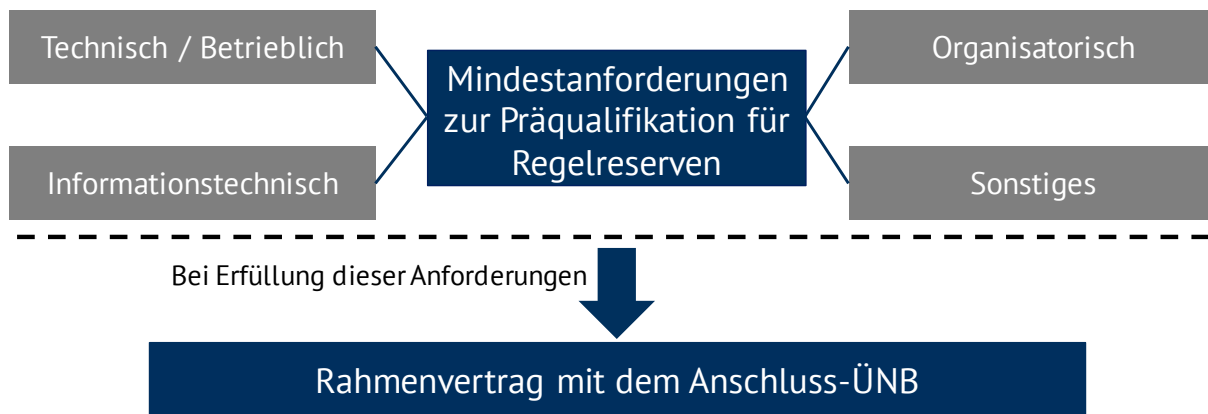 Technisch / Betrieblich
Informationstechnisch
Mindestanforderungen
zur Präqualifikation für
Regelreserven
Organisatorisch
Sonstiges
Bei Erfüllung dieser Anforderungen
Rahmenvertrag mit dem Anschluss-ÜNB